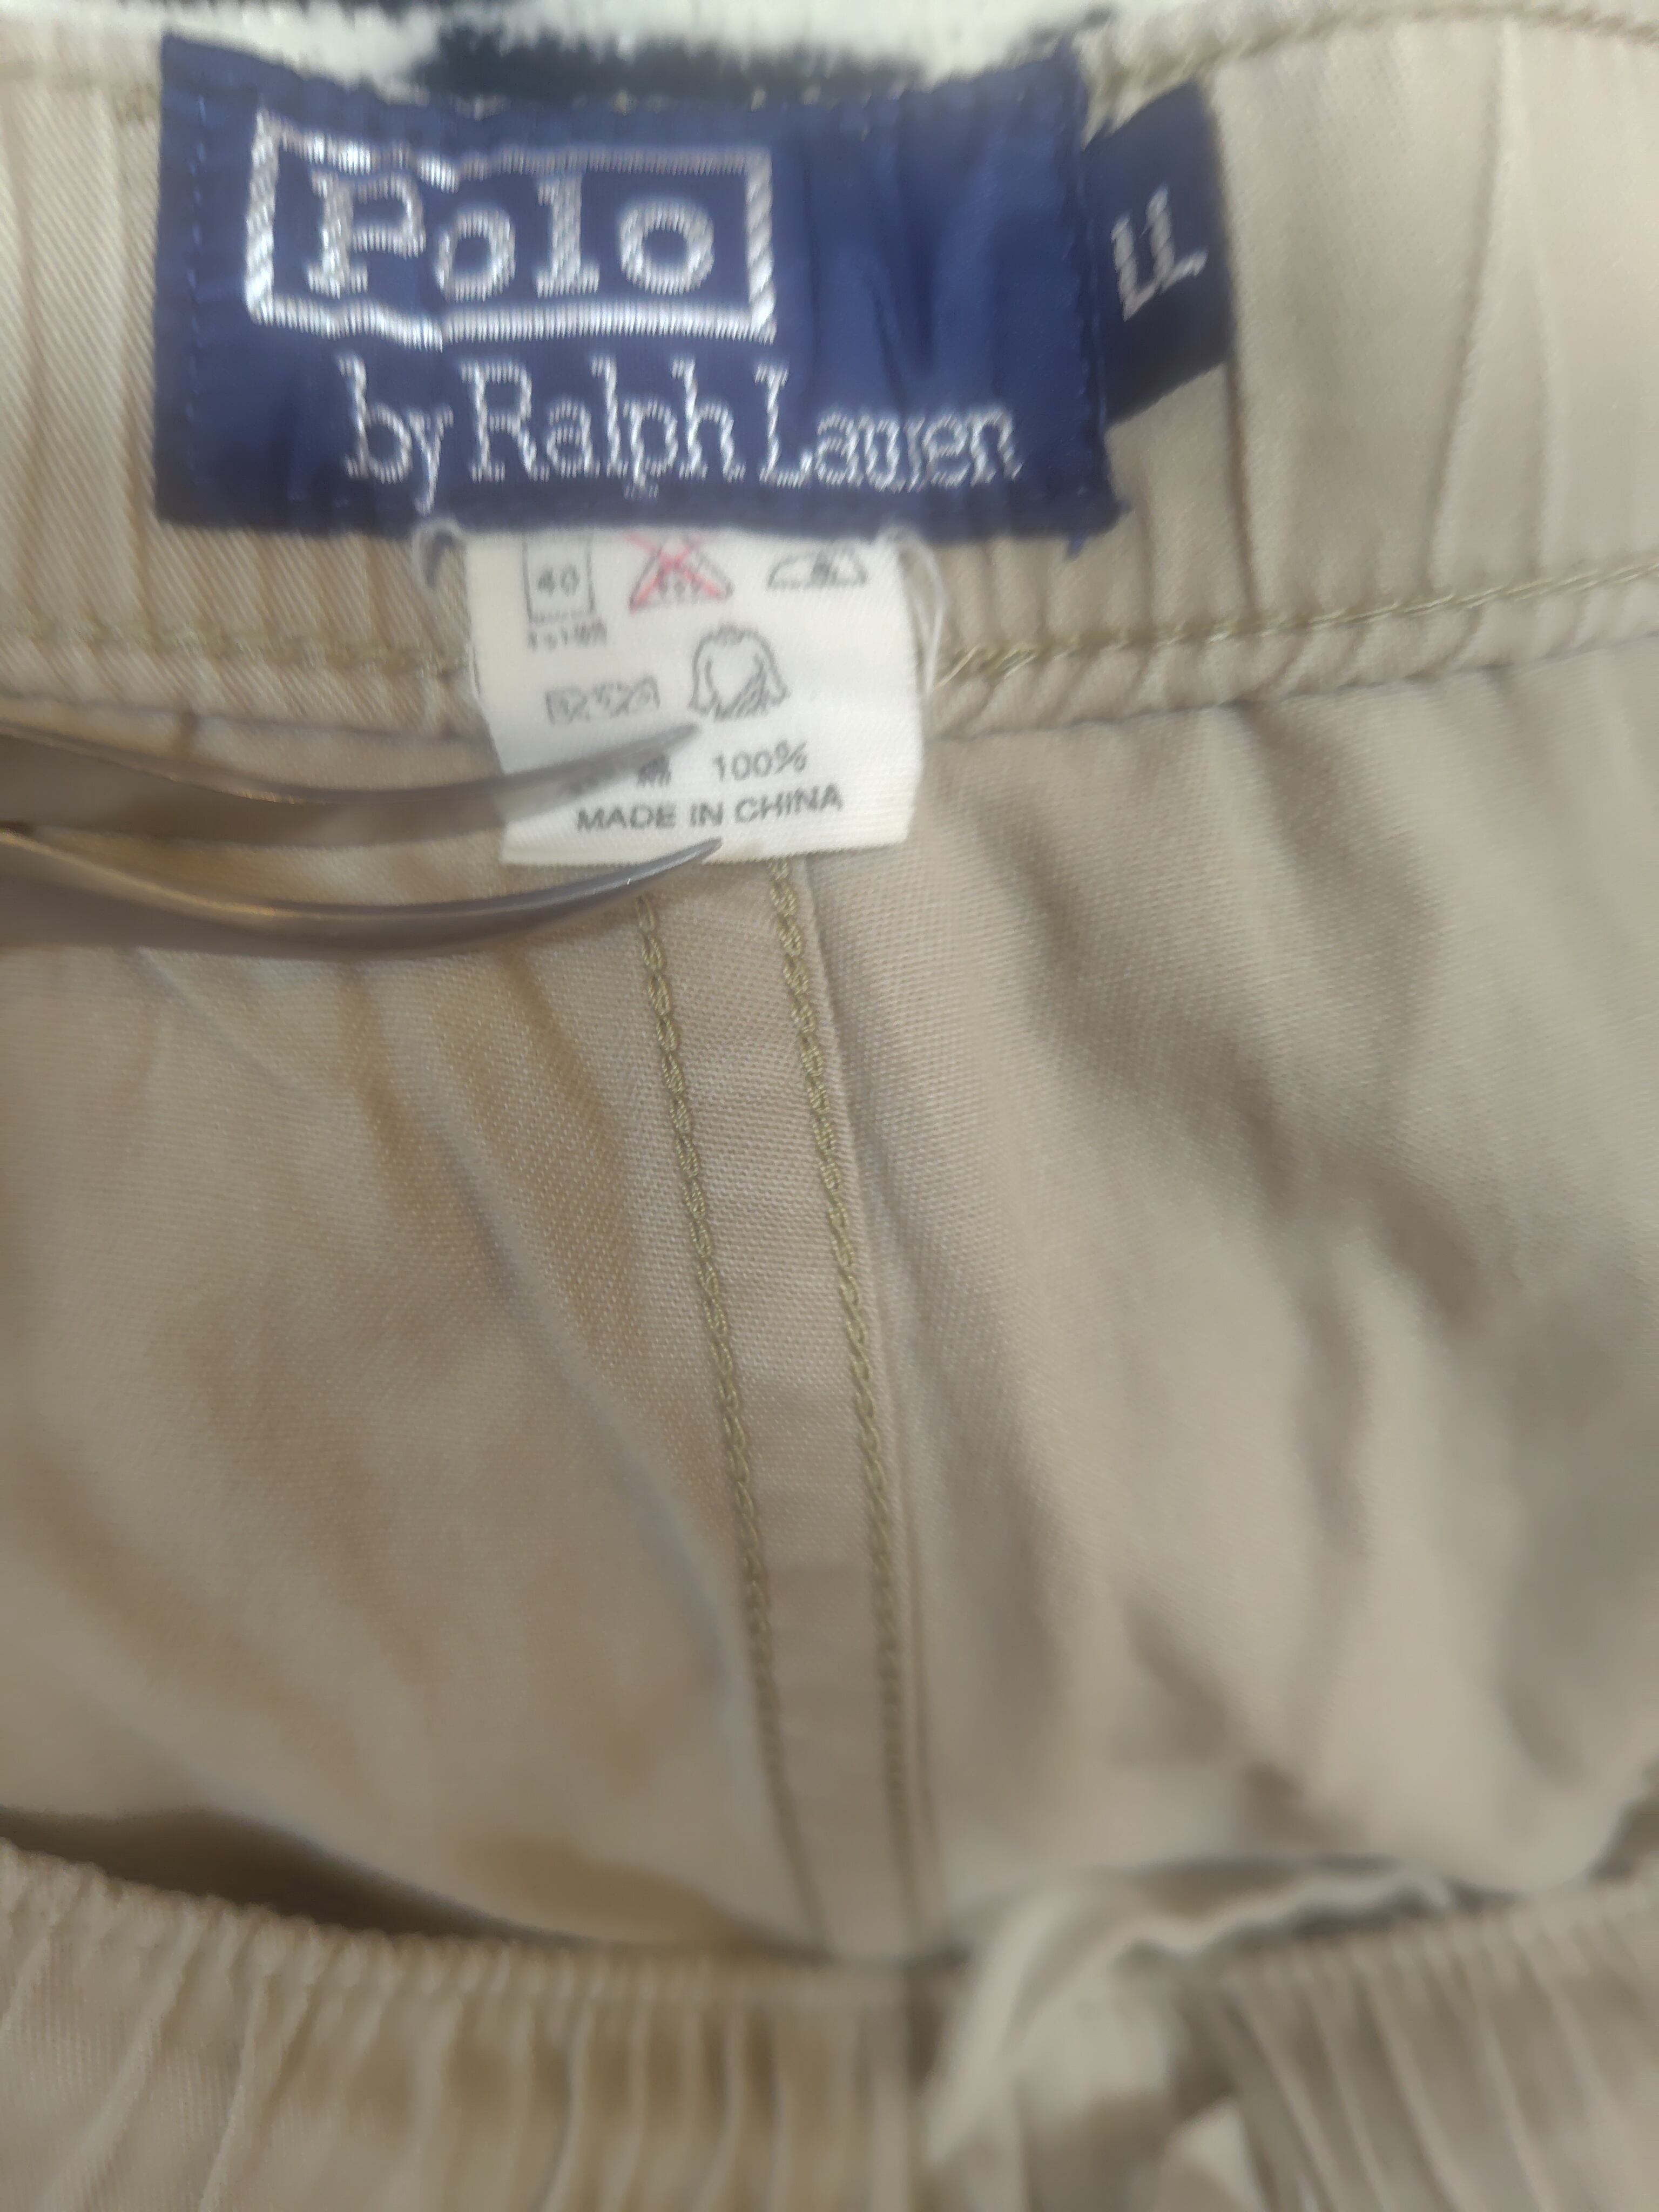 Polo
by Ralph Lauren
LL
40
100%
MADE IN CHINA